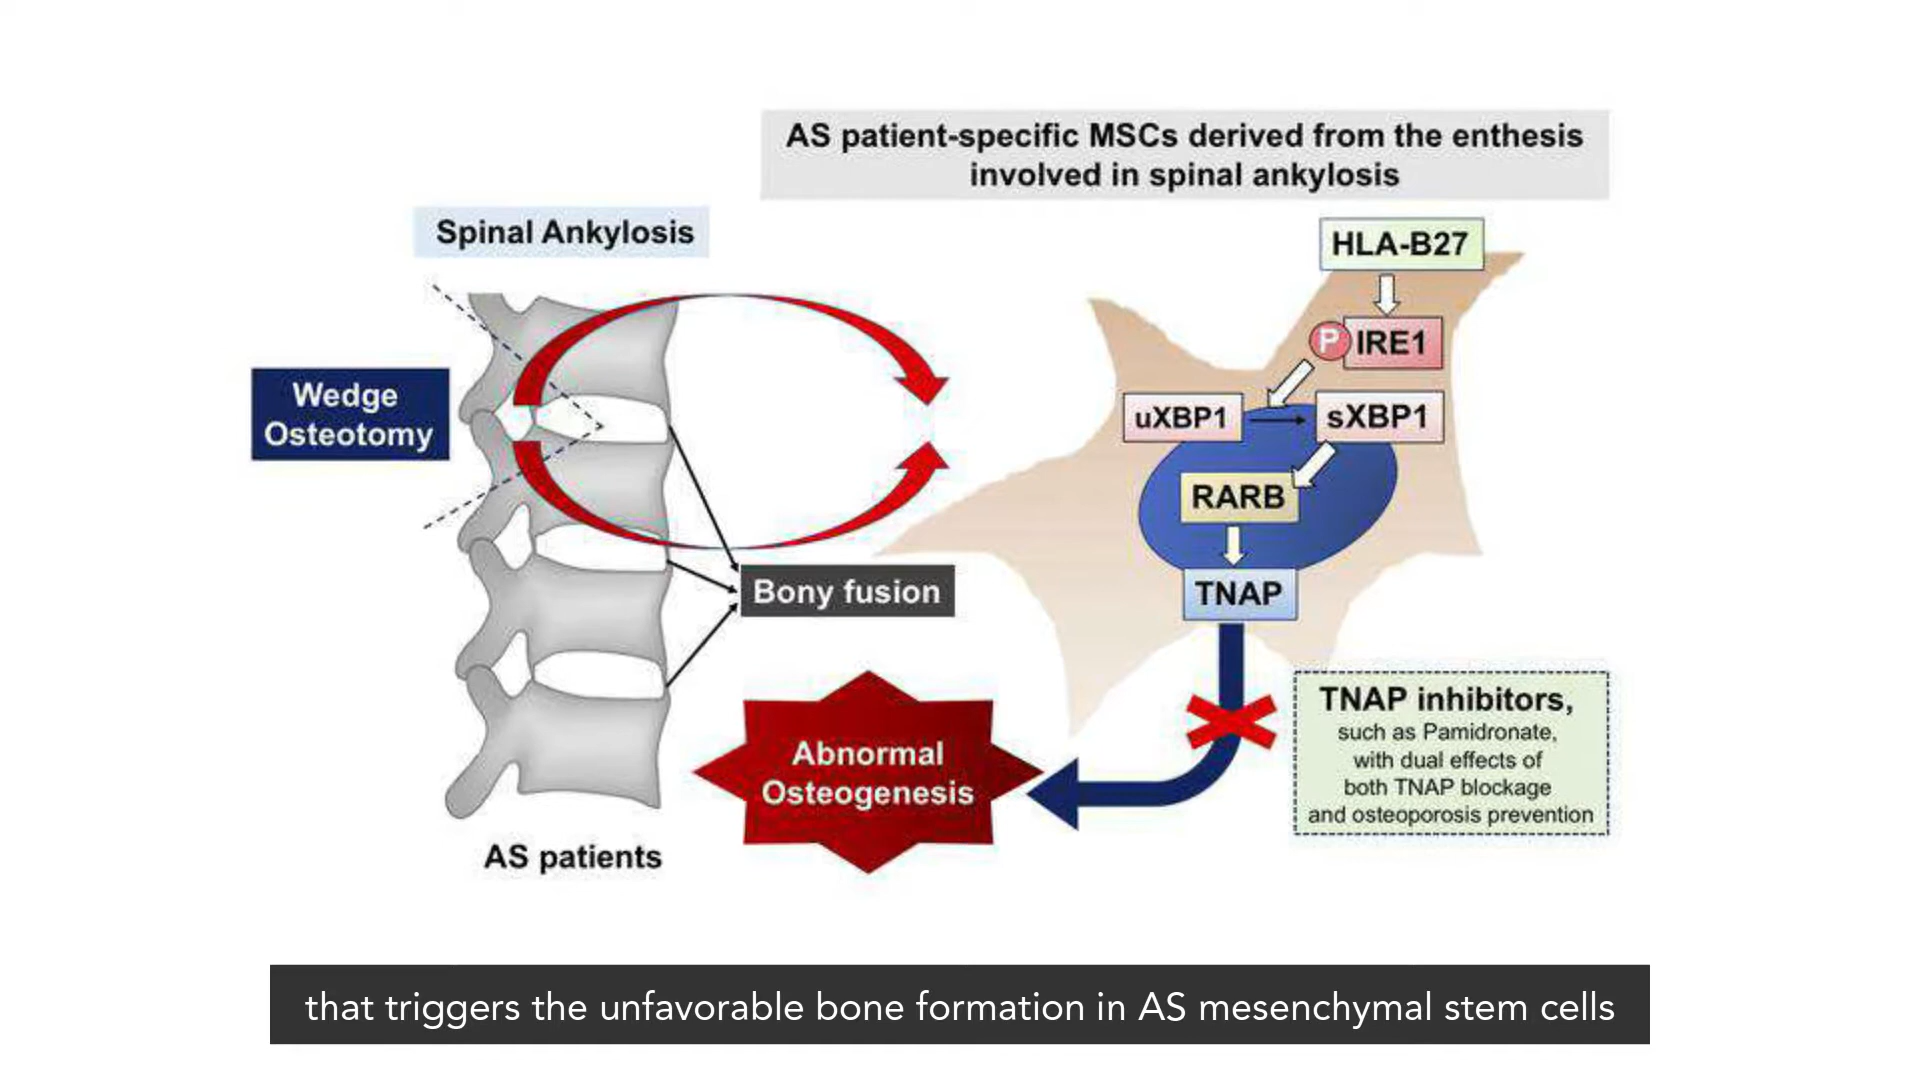 AS patient-specific MSCs derived from the enthesis
involved in spinal ankylosis
Spinal Ankylosis
HLA-B27
P
IRE1
Wedge
Osteotomy
uXBP1
sXBP1
RARB
Bony fusion
TNAP
TNAP inhibitors,
such as Pamidronate,
with dual effects of
both TNAP blockage
and osteoporosis prevention
Abnormal
Osteogenesis
AS patients
that triggers the unfavorable bone formation in AS mesenchymal stem cells